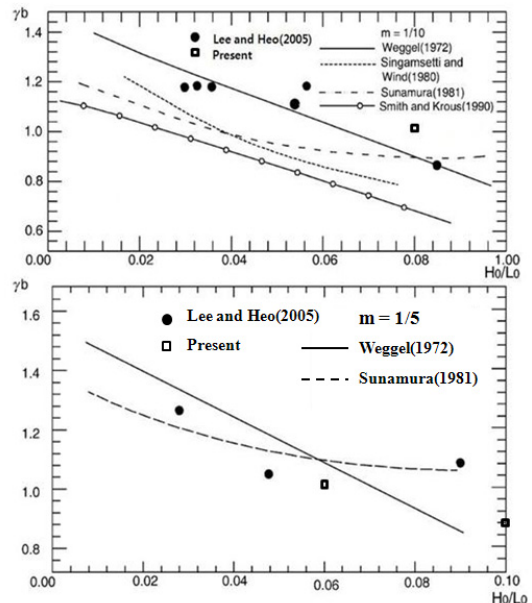 γb
1.4
1.2
1.0
0.8
0.6
Lee and Heo(2005)
Present
m = 1/10
Weggel(1972)
Singamsetti and
Wind(1980)
Sunamura(1981)
Smith and Krous(1990)
0.00 0.02 0.04 0.06 0.08 1.00
H₀/L₀
γb
1.6
1.4
1.2
1.0
0.8
Lee and Heo(2005)
Present
m = 1/5
Weggel(1972)
Sunamura(1981)
0.00 0.02 0.04 0.06 0.08 0.10
H₀/L₀